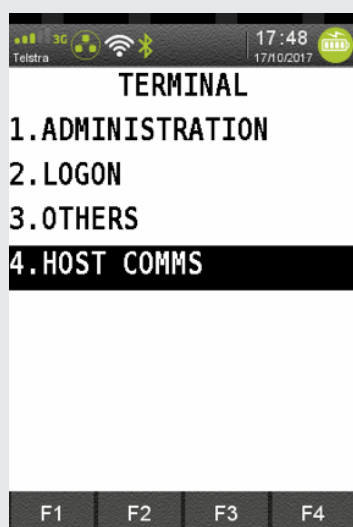 3G 17:48
Telstra 17/10/2017
TERMINAL
1.ADMINISTRATION
2.LOGON
3.OTHERS
4.HOST COMMS
F1 F2 F3 F4